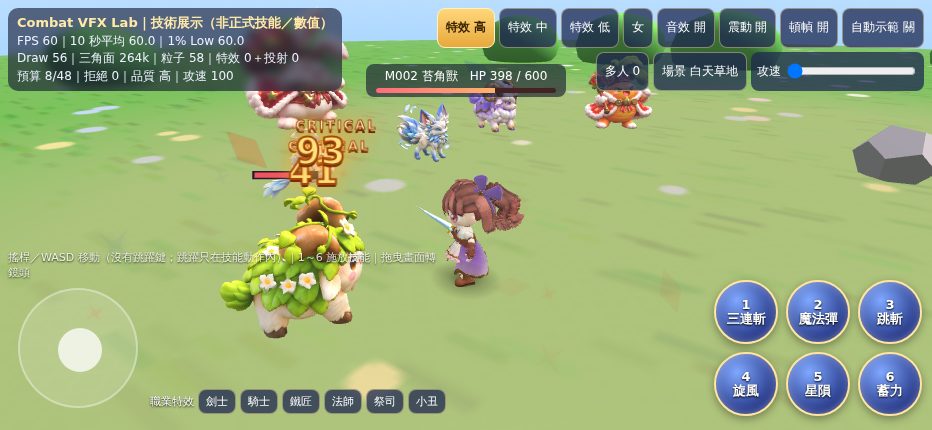 Combat VFX Lab｜技術展示（非正式技能／數值）
FPS 60｜10 秒平均 60.0｜1% Low 60.0
Draw 56｜三角面 264k｜粒子 58｜特效 0＋投射 0
預算 8/48｜拒絕 0｜品質 高｜攻速 100
特效 高
特效 中
特效 低
女
音效 開
震動 開
頓幀 開
自動示範 關
多人 0
場景 白天草地
攻速
M002 苔角獸 HP 398 / 600
CRITICAL
93
41
搖桿／WASD 移動（沒有跳躍鍵；跳躍只在技能動作內）｜1～6 施放技能｜拖曳畫面轉
鏡頭
1
三連斬
2
魔法彈
3
跳斬
4
旋風
5
星隕
6
蓄力
職業特效
劍士
騎士
鐵匠
法師
祭司
小丑